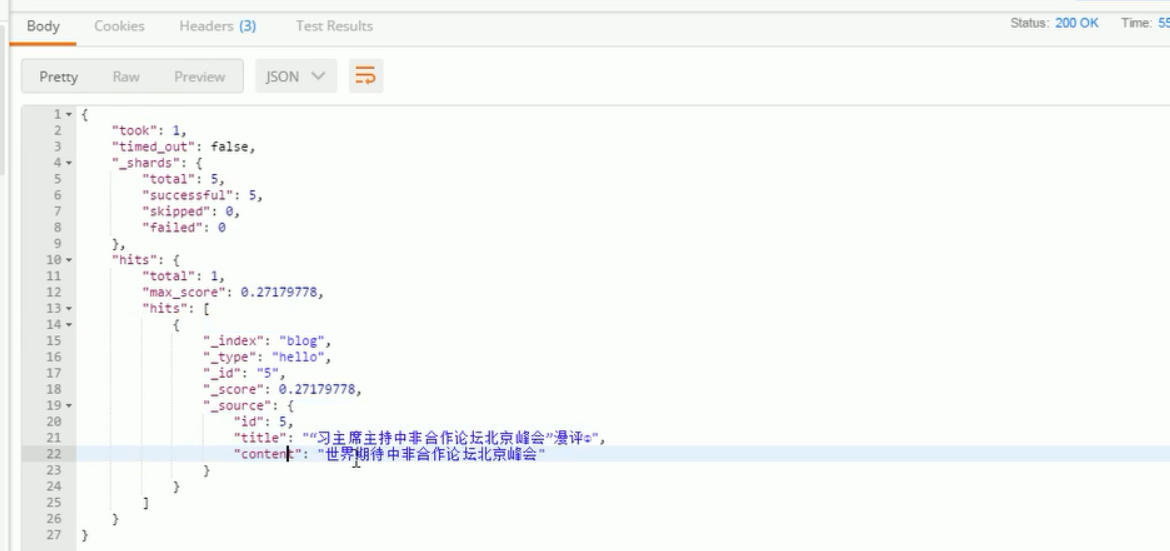 Body Cookies Headers (3) Test Results Status: 200 OK Time: 55
Pretty Raw Preview JSON
1 {
2 "took": 1,
3 "timed_out": false,
4 "_shards": {
5 "total": 5,
6 "successful": 5,
7 "skipped": 0,
8 "failed": 0
9 },
10 "hits": {
11 "total": 1,
12 "max_score": 0.27179778,
13 "hits": [
14 {
15 "_index": "blog",
16 "_type": "hello",
17 "_id": "5",
18 "_score": 0.27179778,
19 "_source": {
20 "id": 5,
21 "title": "“习主席主持中非合作论坛北京峰会”漫评",
22 "content": "世界期待中非合作论坛北京峰会"
23 }
24 }
25 ]
26 }
27 }